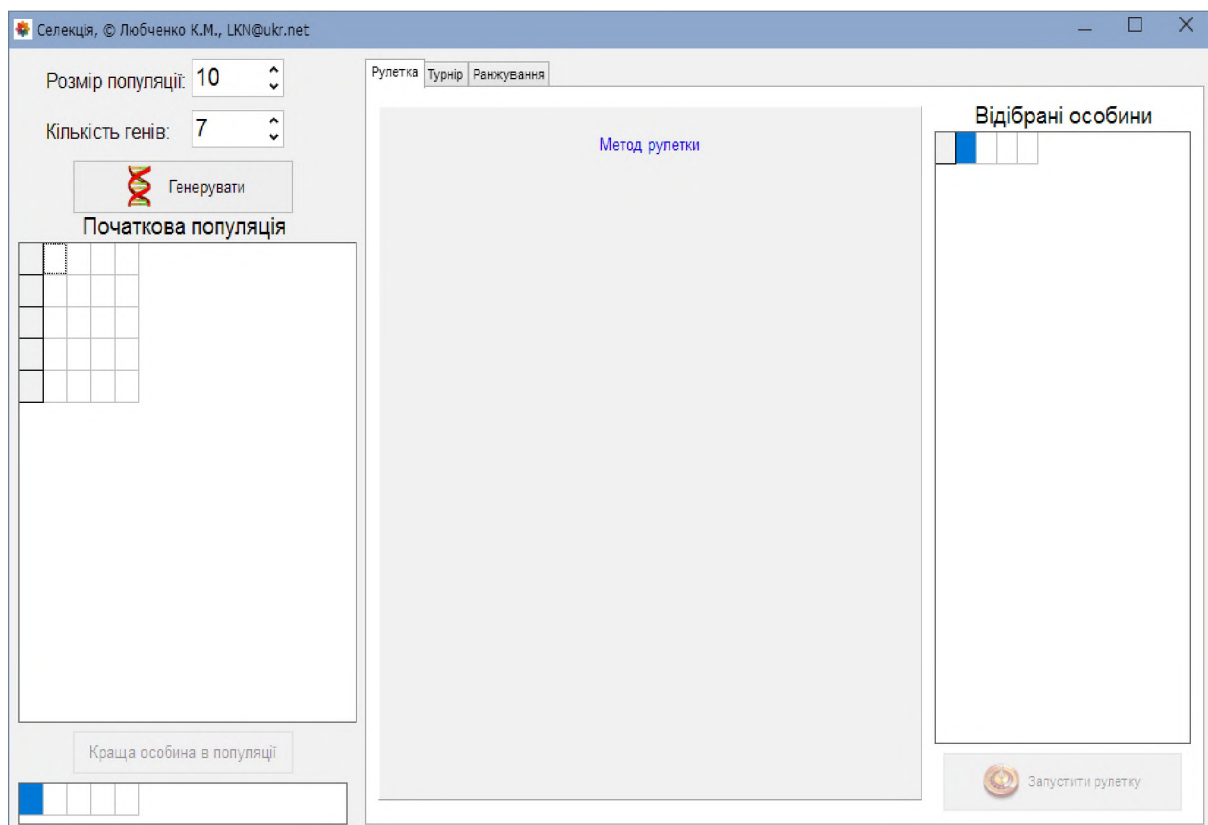 Селекція, © Любченко К.М., LKN@ukr.net
Розмір популяції: 10
Кількість генів: 7
Генерувати
Початкова популяція
Краща особина в популяції
Рулетка Турнір Ранжування
Метод рулетки
Відібрані особини
Запустити рулетку